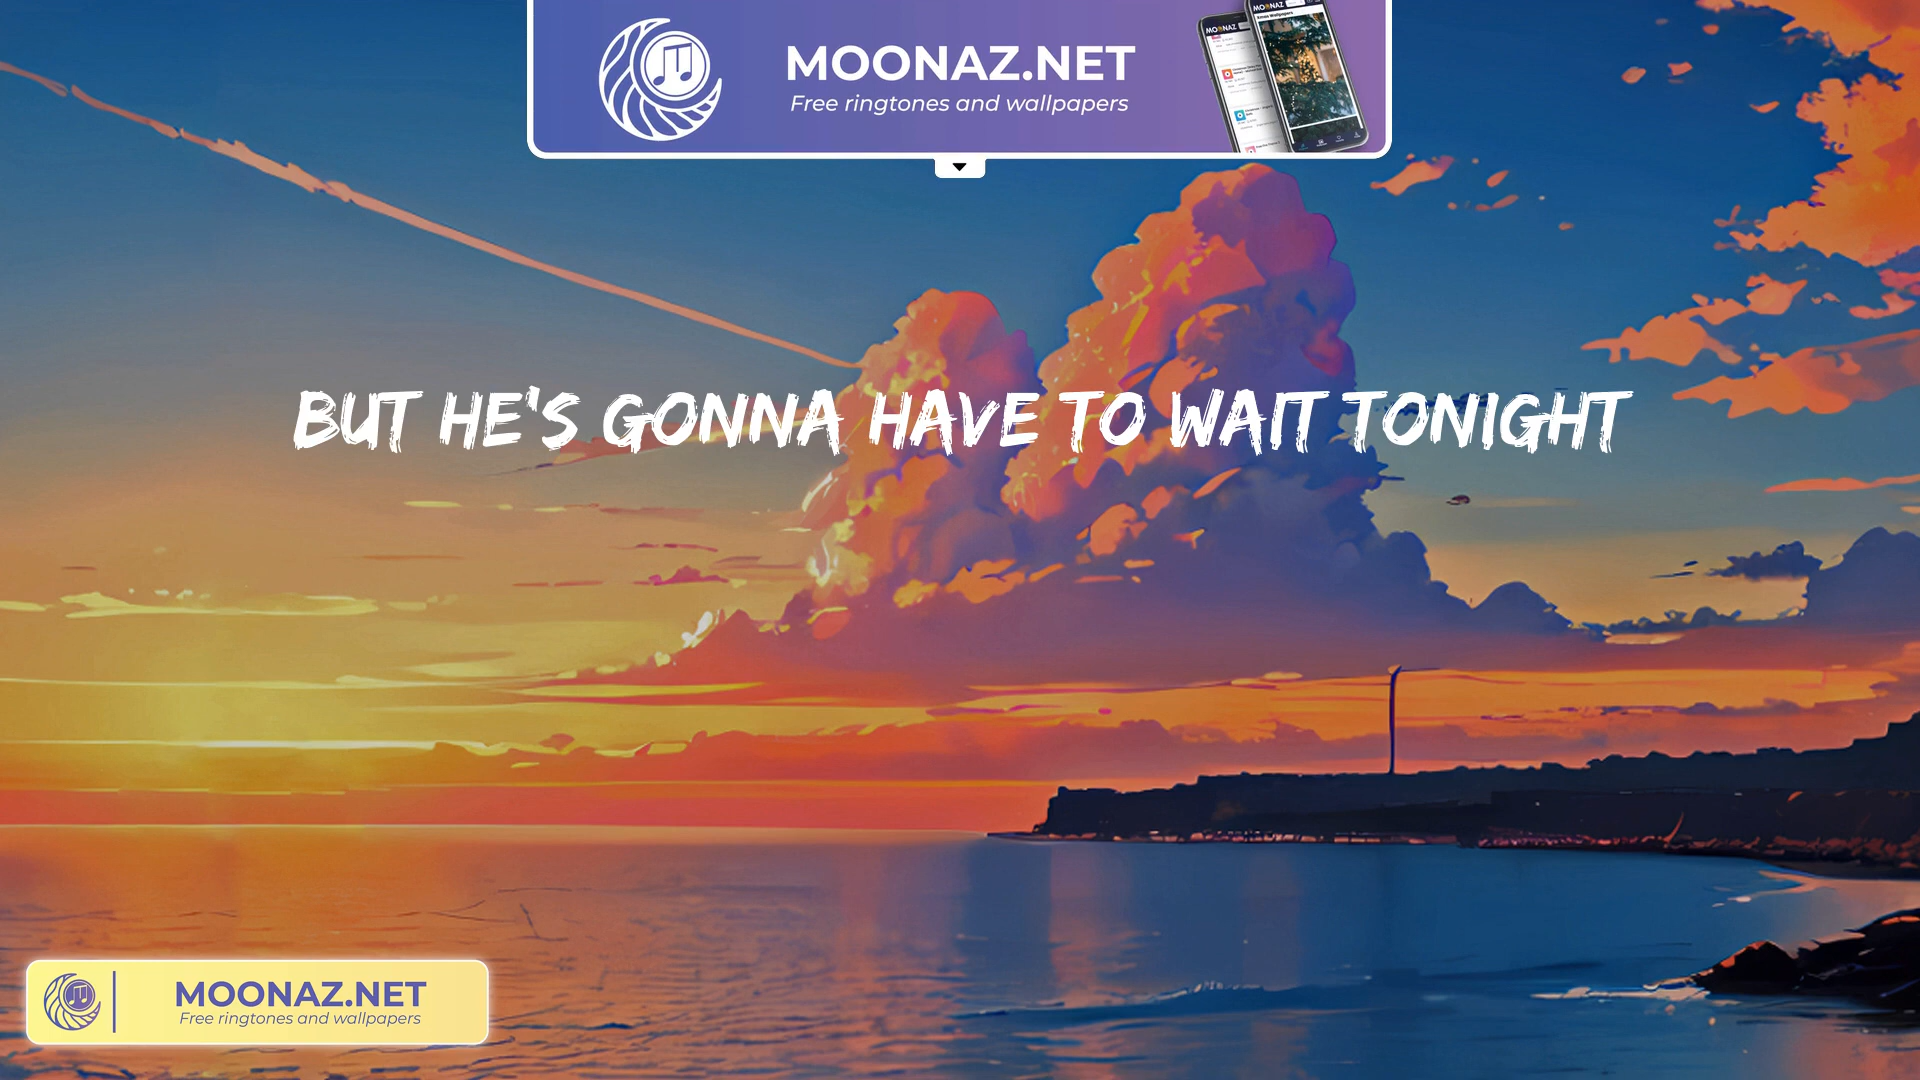 MOONAZ.NET
Free ringtones and wallpapers
BUT HE'S GONNA HAVE TO WAIT TONIGHT
MOONAZ.NET
Free ringtones and wallpapers